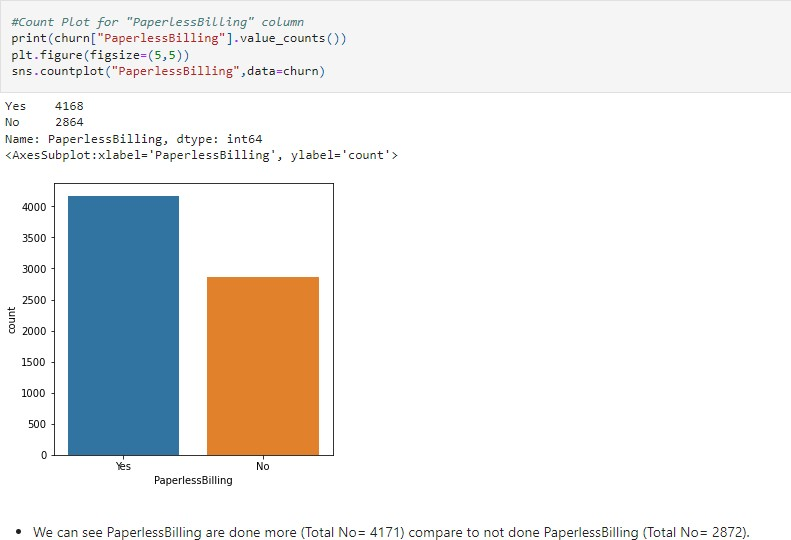 #Count Plot for "PaperLessBilling" column
print(churn["PaperlessBilling"].value_counts())
plt.figure(figsize=(5,5))
sns.countplot("PaperlessBilling",data=churn)
Yes    4168
No     2864
Name: PaperlessBilling, dtype: int64
<AxesSubplot:xlabel='PaperlessBilling', ylabel='count'>
4000
3500
3000
2500
2000
1500
1000
500
0
count
Yes No
PaperlessBilling
• We can see PaperlessBilling are done more (Total No= 4171) compare to not done PaperlessBilling (Total No= 2872).